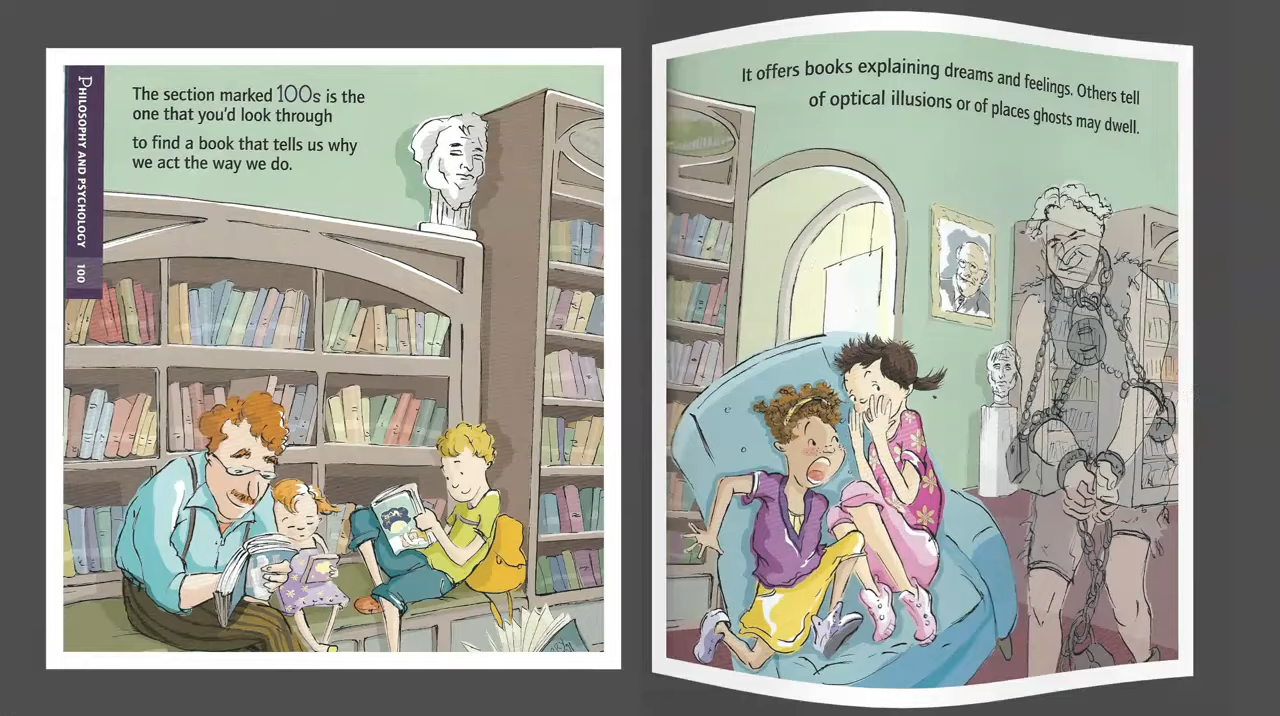 PHILOSOPHY AND PSYCHOLOGY 100
The section marked 100s is the
one that you'd look through
to find a book that tells us why
we act the way we do.
It offers books explaining dreams and feelings. Others tell
of optical illusions or of places ghosts may dwell.